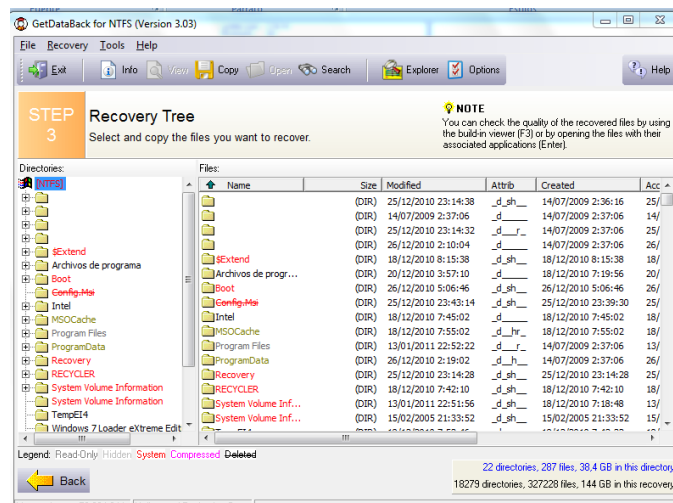 GetDataBack for NTFS (Version 3.03)
File Recovery Tools Help
Exit Info View Copy Open Search Explorer Options Help
STEP 3
Recovery Tree
Select and copy the files you want to recover.
NOTE
You can check the quality of the recovered files by using
the build-in viewer (F3) or by opening the files with their
associated applications (Enter).
Directories:
[NTFS]
$Extend
Archivos de programa
Boot
Config.Msi
Intel
MSOCache
Program Files
ProgramData
Recovery
RECYCLER
System Volume Information
System Volume Information
TempEI4
Windows 7 Loader eXtreme Edit
Files:
Name Size Modified Attrib Created Acc
(DIR) 25/12/2010 23:14:38 _d_sh__ 14/07/2009 2:36:16 25/
(DIR) 14/07/2009 2:37:06 _d_____ 14/07/2009 2:37:06 14/
(DIR) 25/12/2010 23:14:32 _d___r_ 14/07/2009 2:37:06 25/
(DIR) 26/12/2010 2:10:04 _d_____ 14/07/2009 2:37:06 26/
$Extend (DIR) 18/12/2010 8:15:38 _d_sh__ 18/12/2010 8:15:38 18/
Archivos de progr... (DIR) 20/12/2010 3:57:10 _d_____ 18/12/2010 7:19:56 20/
Boot (DIR) 26/12/2010 5:06:46 _d_sh__ 26/12/2010 5:06:46 26/
Config.Msi (DIR) 25/12/2010 23:43:14 _d_sh__ 25/12/2010 23:39:30 25/
Intel (DIR) 18/12/2010 7:45:02 _d_____ 18/12/2010 7:45:02 18/
MSOCache (DIR) 18/12/2010 7:55:02 _d__hr_ 18/12/2010 7:55:02 18/
Program Files (DIR) 13/01/2011 22:52:22 _d___r_ 14/07/2009 2:37:06 13/
ProgramData (DIR) 26/12/2010 2:19:02 _d__h__ 14/07/2009 2:37:06 26/
Recovery (DIR) 25/12/2010 23:14:28 _d_sh__ 25/12/2010 23:14:28 25/
RECYCLER (DIR) 18/12/2010 7:42:10 _d_sh__ 18/12/2010 7:42:10 18/
System Volume Inf... (DIR) 13/01/2011 22:51:56 _d_sh__ 18/12/2010 7:18:48 13/
System Volume Inf... (DIR) 15/02/2005 21:33:52 _d_sh__ 15/02/2005 21:33:52 15/
Legend: Read-Only Hidden System Compressed Deleted
Back
22 directories, 287 files, 38,4 GB in this directory
18279 directories, 327228 files, 144 GB in this recovery